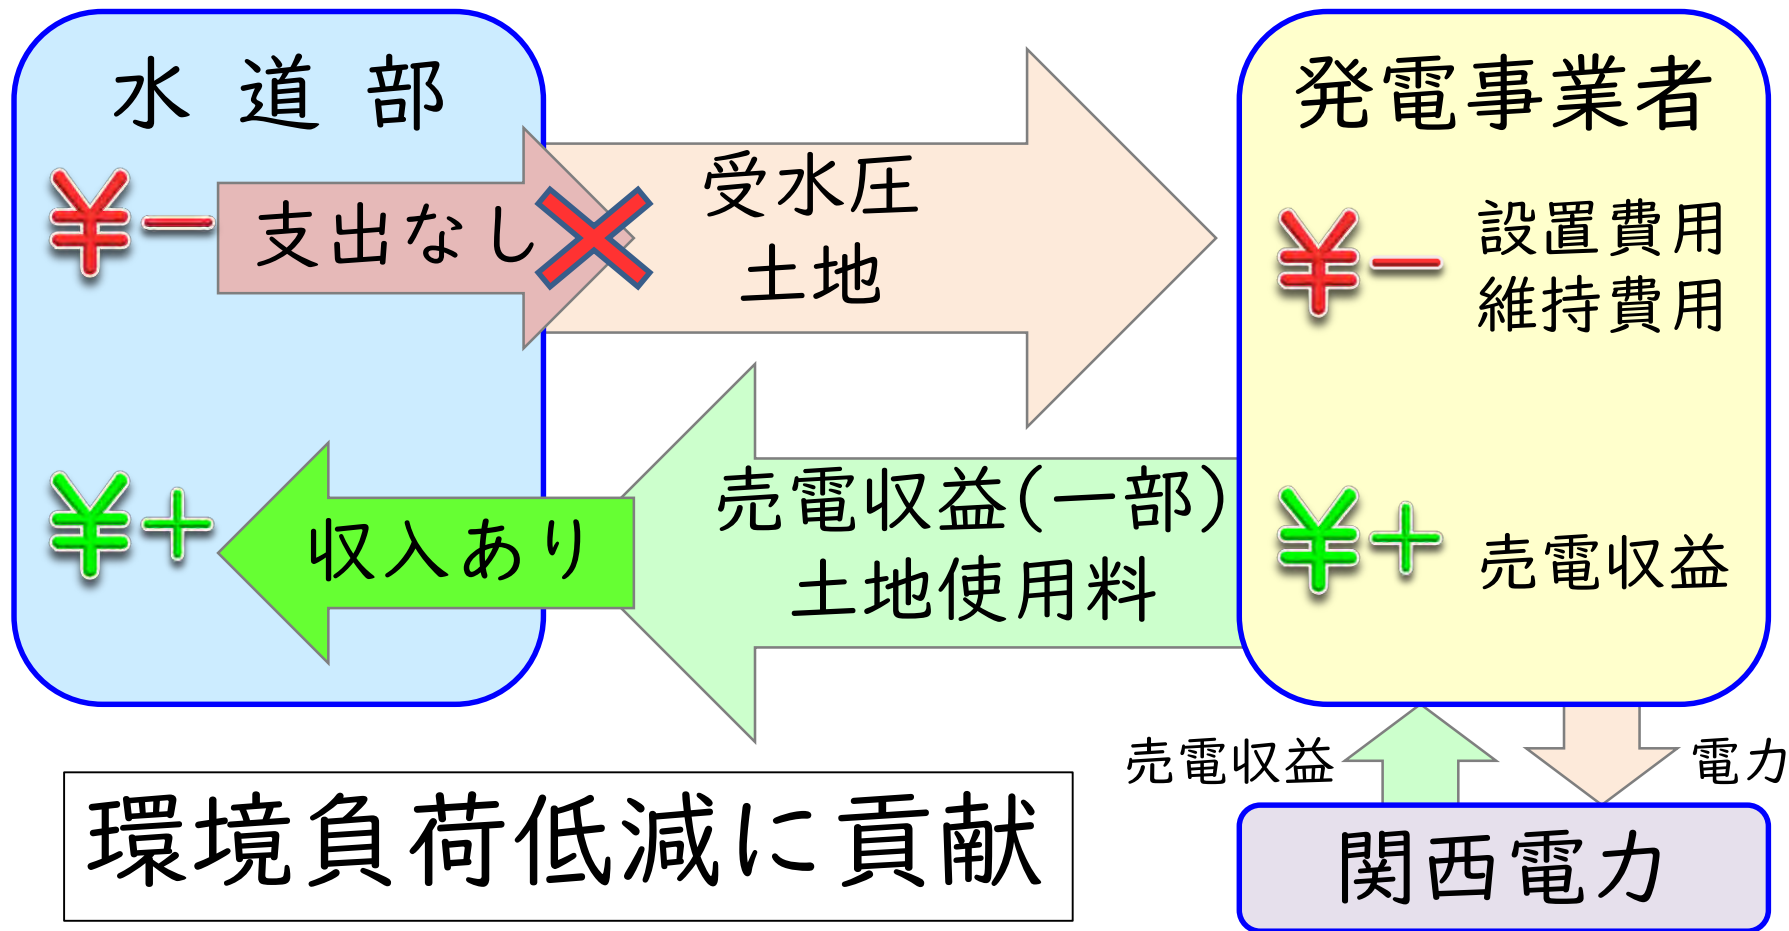 水道部
¥－
支出なし
受水圧
土地
発電事業者
¥－
設置費用
維持費用
¥＋
収入あり
売電収益(一部)
土地使用料
¥＋
売電収益
売電収益
電力
環境負荷低減に貢献
関西電力